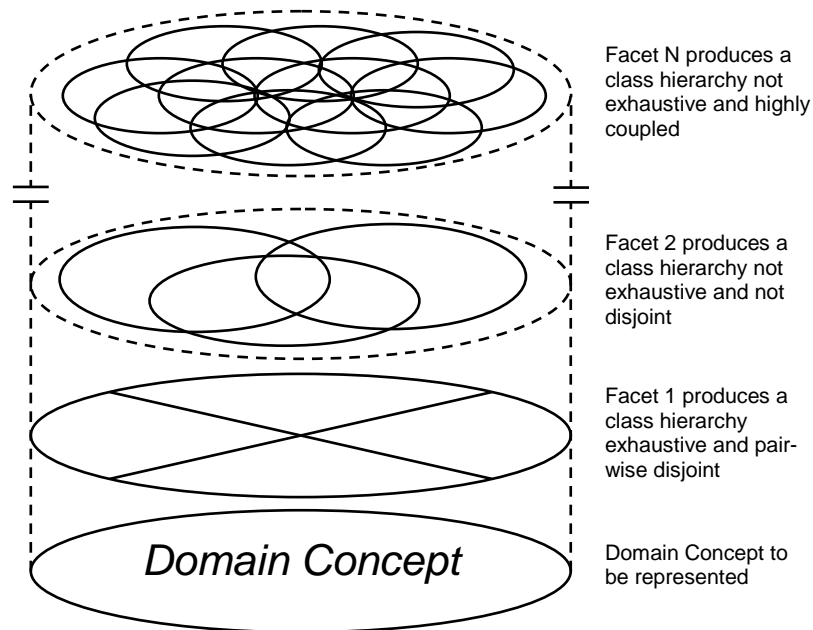 Facet N produces a
class hierarchy not
exhaustive and highly
coupled
Facet 2 produces a
class hierarchy not
exhaustive and not
disjoint
Facet 1 produces a
class hierarchy
exhaustive and pair-
wise disjoint
Domain Concept
Domain Concept to
be represented